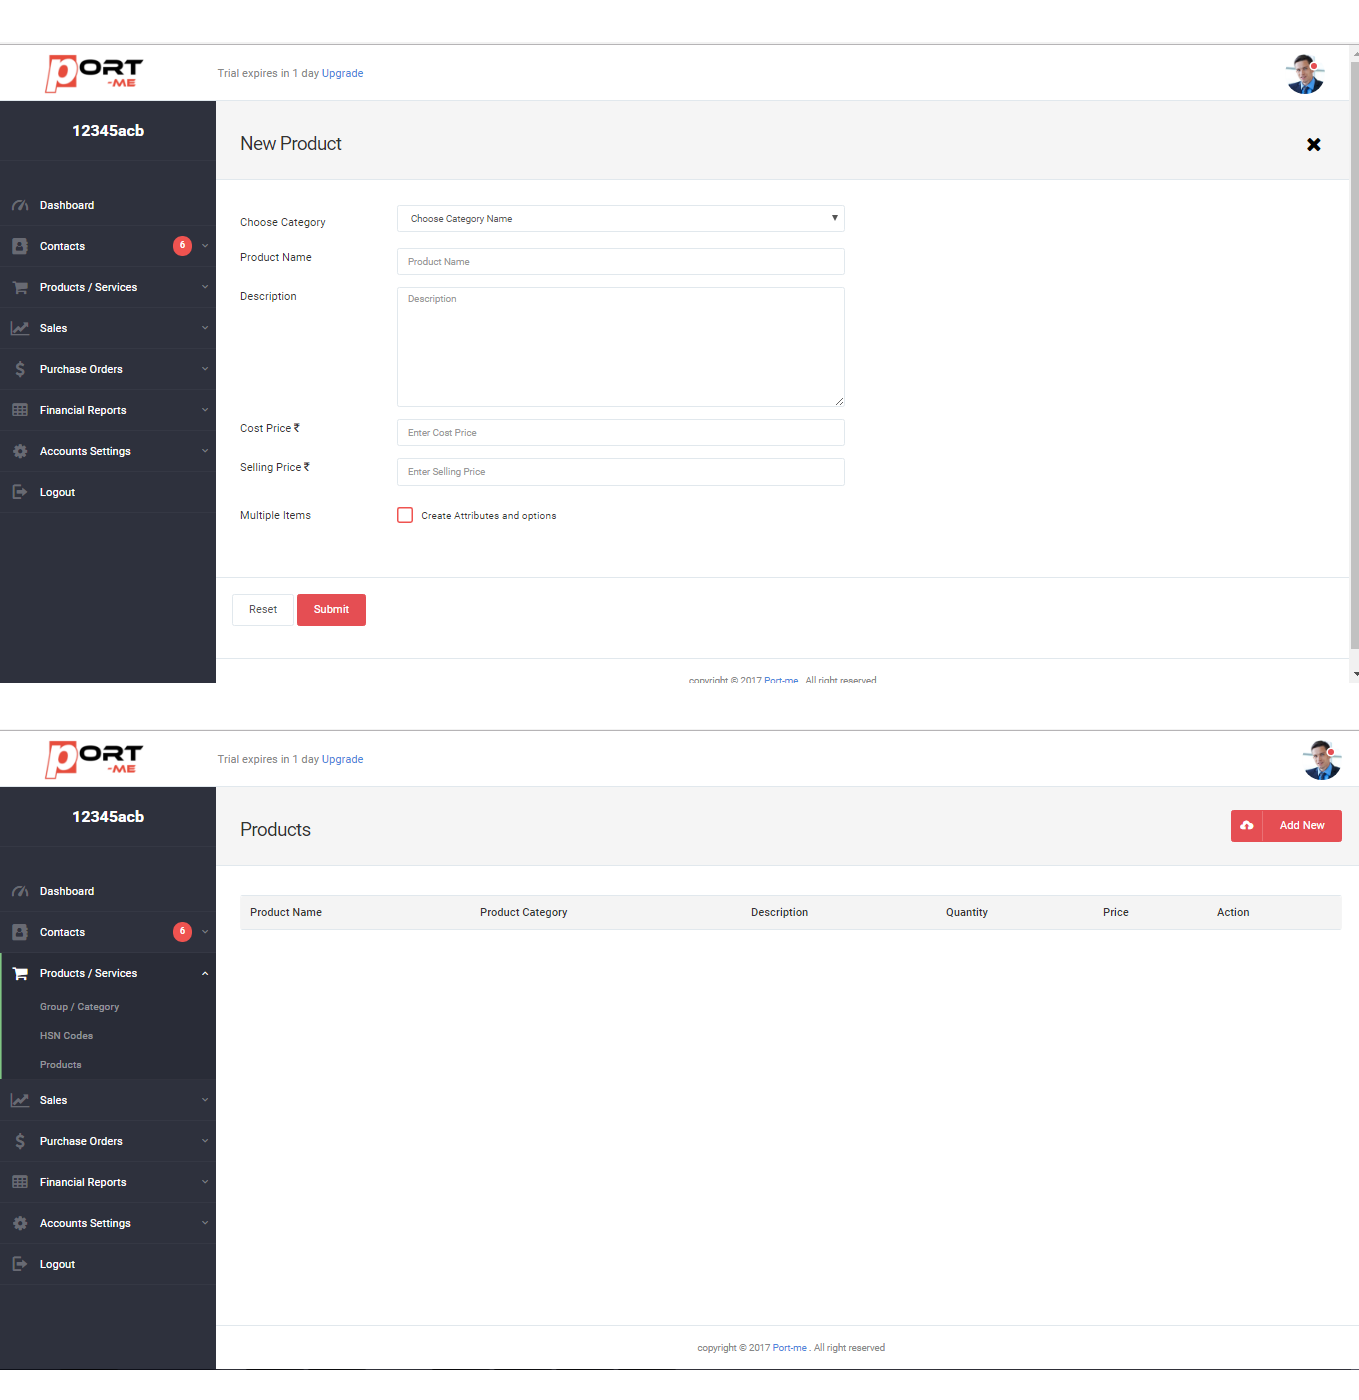 PORT
-ME
Trial expires in 1 day Upgrade
12345acb
New Product
Dashboard
Contacts 6
Products / Services
Sales
Purchase Orders
Financial Reports
Accounts Settings
Logout
Choose Category Choose Category Name
Product Name Product Name
Description Description
Cost Price ₹ Enter Cost Price
Selling Price ₹ Enter Selling Price
Multiple Items Create Attributes and options
Reset Submit
copyright © 2017 Port-me . All right reserved
PORT
-ME
Trial expires in 1 day Upgrade
12345acb
Products
Add New
Dashboard
Contacts 6
Products / Services
Group / Category
HSN Codes
Products
Sales
Purchase Orders
Financial Reports
Accounts Settings
Logout
Product Name Product Category Description Quantity Price Action
copyright © 2017 Port-me . All right reserved